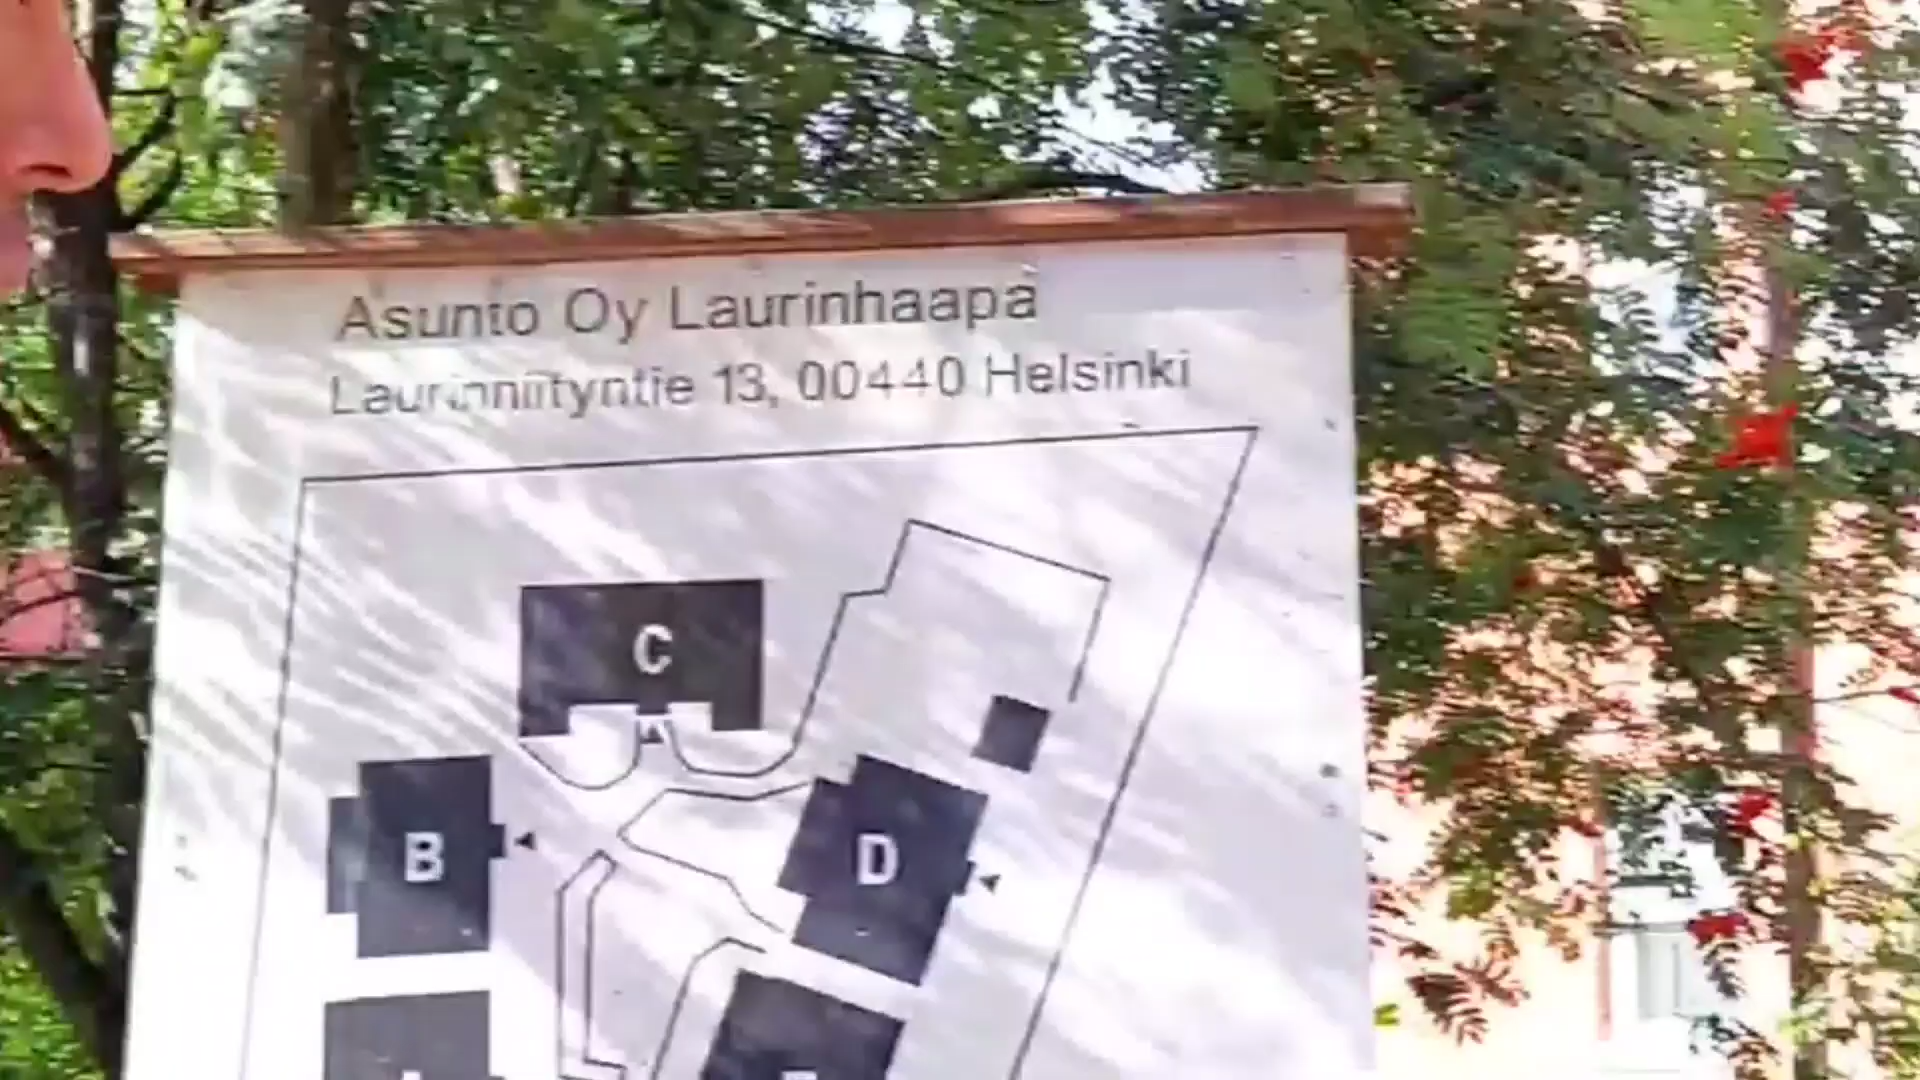 Asunto Oy Laurinhaapa
Laurinniityntie 13, 00440 Helsinki
C
B
D